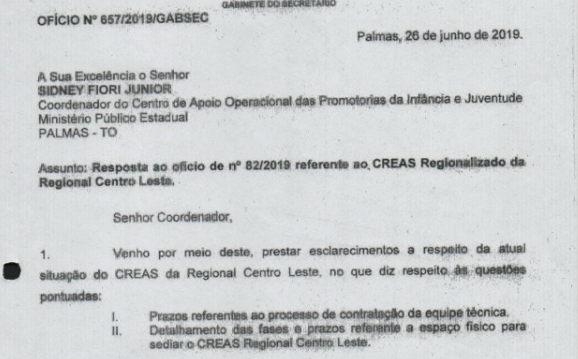 GABINETE DO SECRETÁRIO
OFÍCIO Nº 657/2019/GABSEC
Palmas, 26 de junho de 2019.
A Sua Excelência o Senhor
SIDNEY FIORI JUNIOR
Coordenador do Centro de Apoio Operacional das Promotorias da Infância e Juventude
Ministério Público Estadual
PALMAS - TO
Assunto: Resposta ao ofício de nº 82/2019 referente ao CREAS Regionalizado da
Regional Centro Leste.
Senhor Coordenador,
1. Venho por meio deste, prestar esclarecimentos a respeito da atual
situação do CREAS da Regional Centro Leste, no que diz respeito às questões
pontuadas:
I. Prazos referentes ao processo de contratação da equipe técnica.
II. Detalhamento das fases e prazos referente a espaço físico para
sediar o CREAS Regional Centro Leste.